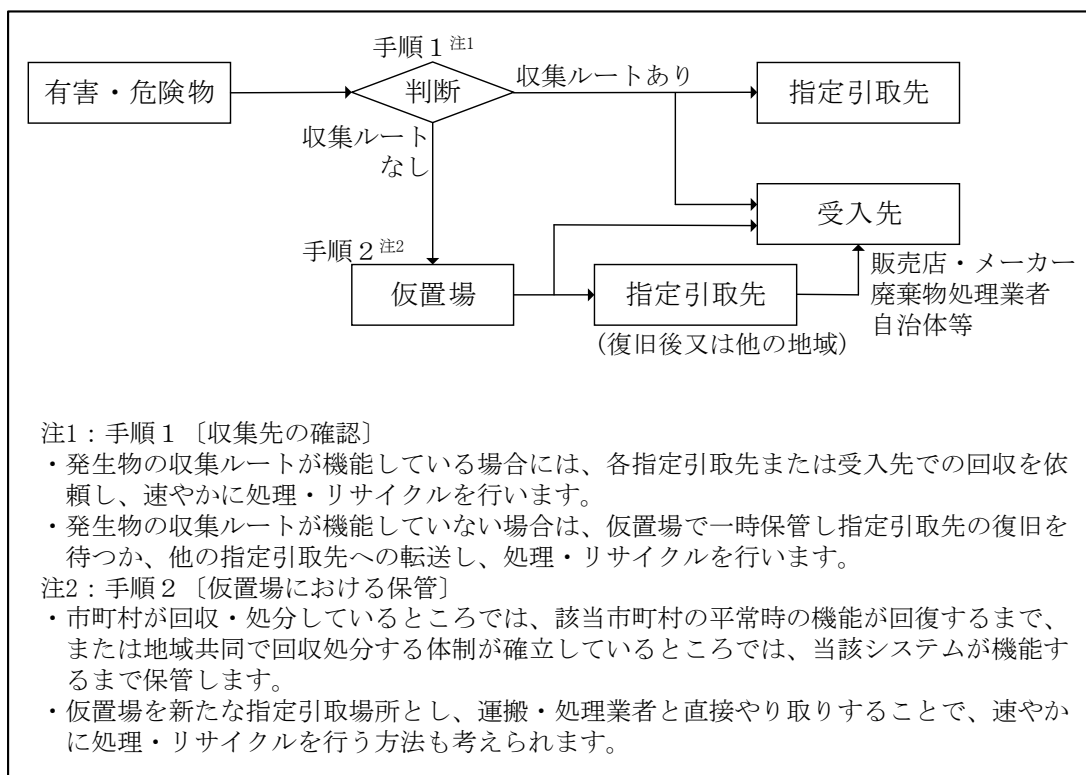 手順１注1
有害・危険物
判断
収集ルートあり
指定引取先
収集ルート
なし
受入先
手順２注2
仮置場
指定引取先
(復旧後又は他の地域)
販売店・メーカー
廃棄物処理業者
自治体等
注1：手順１〔収集先の確認〕
・発生物の収集ルートが機能している場合には、各指定引取先または受入先での回収を依
頼し、速やかに処理・リサイクルを行います。
・発生物の収集ルートが機能していない場合は、仮置場で一時保管し指定引取先の復旧を
待つか、他の指定引取先への転送し、処理・リサイクルを行います。
注2：手順２〔仮置場における保管〕
・市町村が回収・処分しているところでは、該当市町村の平常時の機能が回復するまで、
または地域共同で回収処分する体制が確立しているところでは、当該システムが機能す
るまで保管します。
・仮置場を新たな指定引取場所とし、運搬・処理業者と直接やり取りすることで、速やか
に処理・リサイクルを行う方法も考えられます。